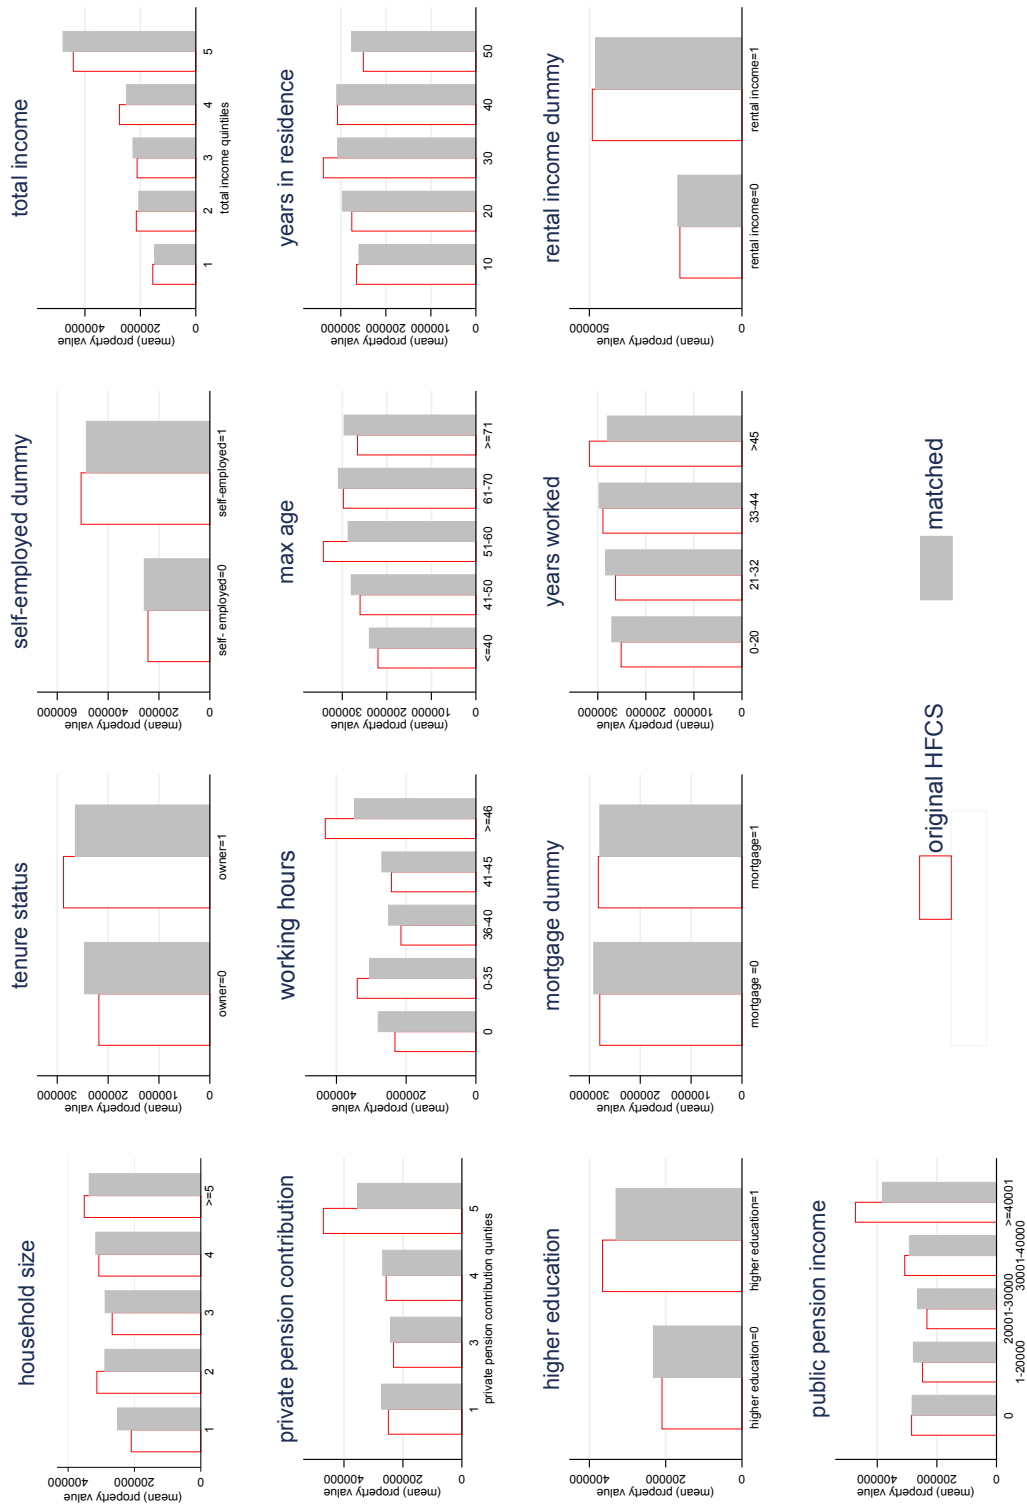 household size
(mean) property value
400000
200000
0
1 2 3 4 >=5
tenure status
(mean) property value
300000
200000
100000
0
owner=0 owner=1
self-employed dummy
(mean) property value
600000
400000
200000
0
self- employed=0 self-employed=1
total income
(mean) property value
400000
200000
0
1 2 3 4 5
total income quintiles
private pension contribution
(mean) property value
400000
200000
0
1 3 4 5
private pension contribution quinties
working hours
(mean) property value
400000
200000
0
0 0-35 36-40 41-45 >=46
max age
(mean) property value
300000
200000
100000
0
<=40 41-50 51-60 61-70 >=71
years in residence
(mean) property value
300000
200000
100000
0
10 20 30 40 50
higher education
(mean) property value
400000
200000
0
higher education=0 higher education=1
mortgage dummy
(mean) property value
300000
200000
100000
0
mortgage =0 mortgage=1
years worked
(mean) property value
300000
200000
100000
0
0-20 21-32 33-44 >45
rental income dummy
(mean) property value
500000
0
rental income=0 rental income=1
public pension income
(mean) property value
400000
200000
0
0 1-20000 20001-30000 30001-40000 >=40001
original HFCS matched